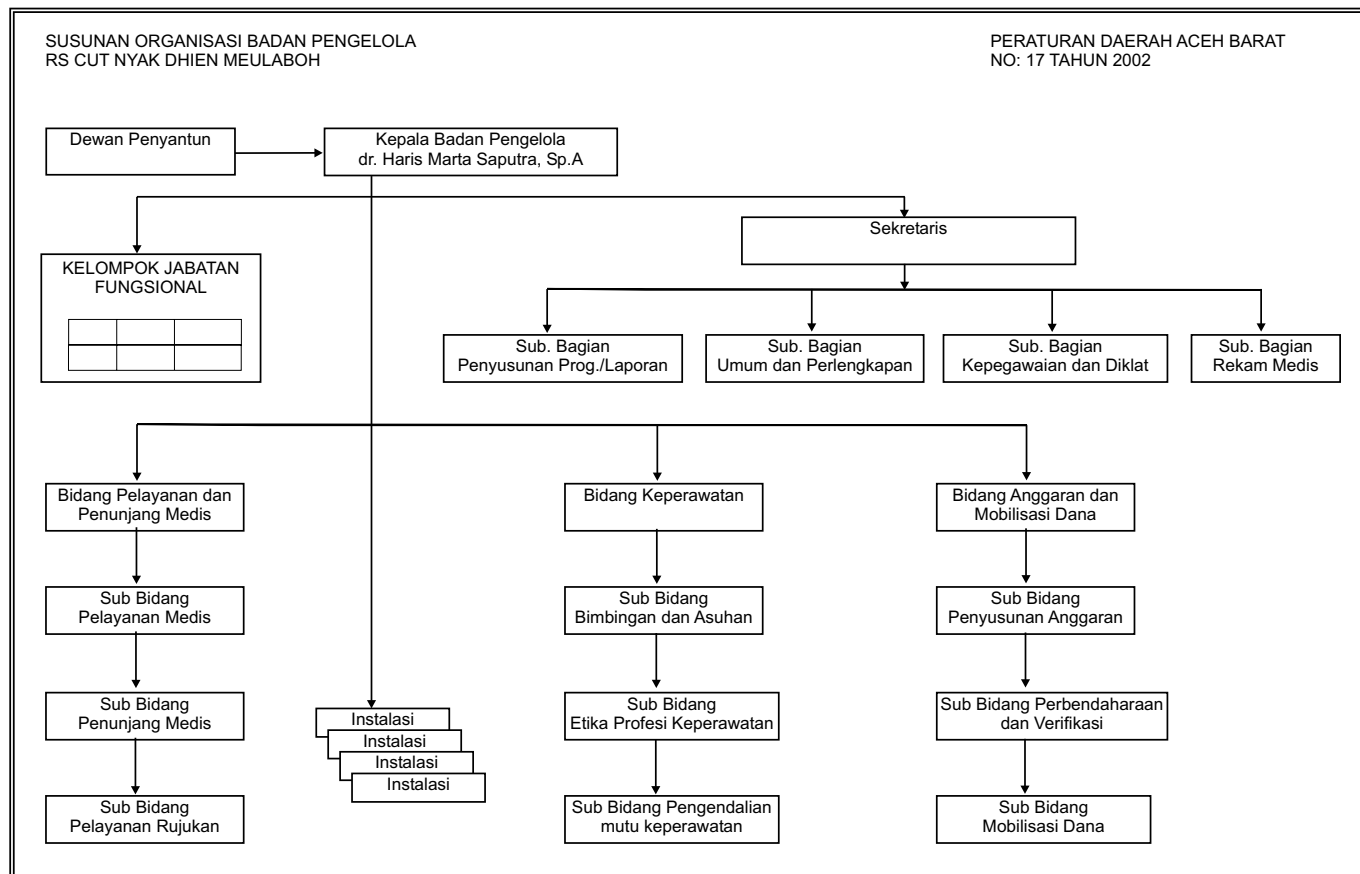 SUSUNAN ORGANISASI BADAN PENGELOLA
RS CUT NYAK DHIEN MEULABOH
PERATURAN DAERAH ACEH BARAT
NO: 17 TAHUN 2002
Dewan Penyantun
Kepala Badan Pengelola
dr. Haris Marta Saputra, Sp.A
Sekretaris
KELOMPOK JABATAN
FUNGSIONAL
Sub. Bagian
Penyusunan Prog./Laporan
Sub. Bagian
Umum dan Perlengkapan
Sub. Bagian
Kepegawaian dan Diklat
Sub. Bagian
Rekam Medis
Bidang Pelayanan dan
Penunjang Medis
Bidang Keperawatan
Bidang Anggaran dan
Mobilisasi Dana
Sub Bidang
Pelayanan Medis
Sub Bidang
Bimbingan dan Asuhan
Sub Bidang
Penyusunan Anggaran
Sub Bidang
Penunjang Medis
Instalasi
Instalasi
Instalasi
Instalasi
Sub Bidang
Etika Profesi Keperawatan
Sub Bidang Perbendaharaan
dan Verifikasi
Sub Bidang
Pelayanan Rujukan
Sub Bidang Pengendalian
mutu keperawatan
Sub Bidang
Mobilisasi Dana